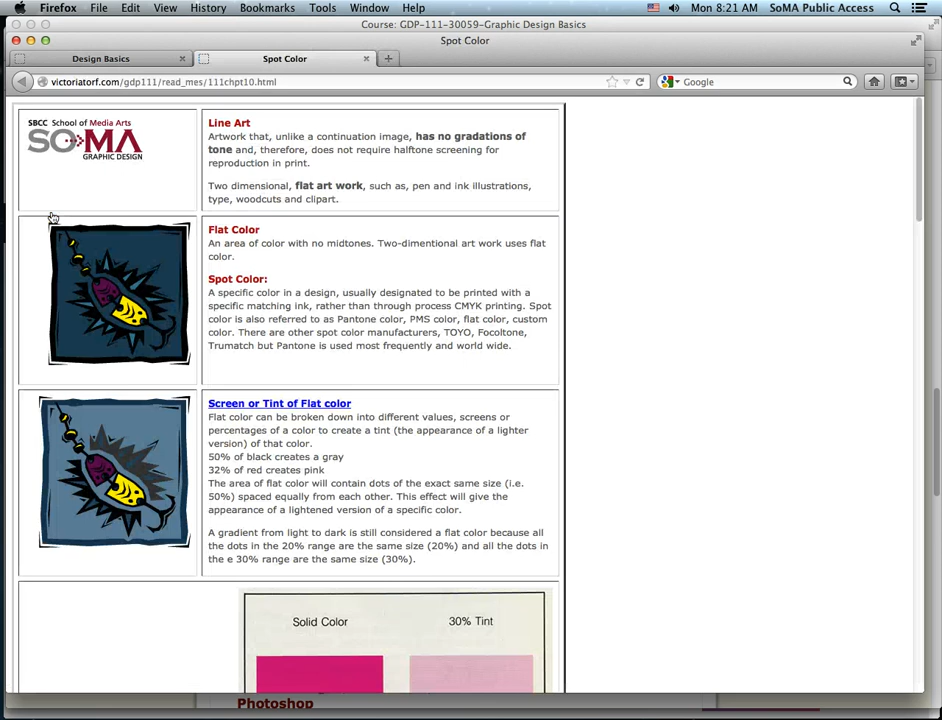 Firefox File Edit View History Bookmarks Tools Window Help Mon 8:21 AM SoMA Public Access
Course: GDP-111-30059-Graphic Design Basics
Spot Color
Design Basics
Spot Color
victoriatorf.com/gdp111/read_mes/111chpt10.html
Google
SBCC School of Media Arts
SOMA
GRAPHIC DESIGN
Line Art
Artwork that, unlike a continuation image, has no gradations of
tone and, therefore, does not require halftone screening for
reproduction in print.
Two dimensional, flat art work, such as, pen and ink illustrations,
type, woodcuts and clipart.
Flat Color
An area of color with no midtones. Two-dimentional art work uses flat
color.
Spot Color:
A specific color in a design, usually designated to be printed with a
specific matching ink, rather than through process CMYK printing. Spot
color is also referred to as Pantone color, PMS color, flat color, custom
color. There are other spot color manufacturers, TOYO, Focoltone,
Trumatch but Pantone is used most frequently and world wide.
Screen or Tint of Flat color
Flat color can be broken down into different values, screens or
percentages of a color to create a tint (the appearance of a lighter
version) of that color.
50% of black creates a gray
32% of red creates pink
The area of flat color will contain dots of the exact same size (i.e.
50%) spaced equally from each other. This effect will give the
appearance of a lightened version of a specific color.
A gradient from light to dark is still considered a flat color because all
the dots in the 20% range are the same size (20%) and all the dots in
the e 30% range are the same size (30%).
Solid Color
30% Tint
Photoshop